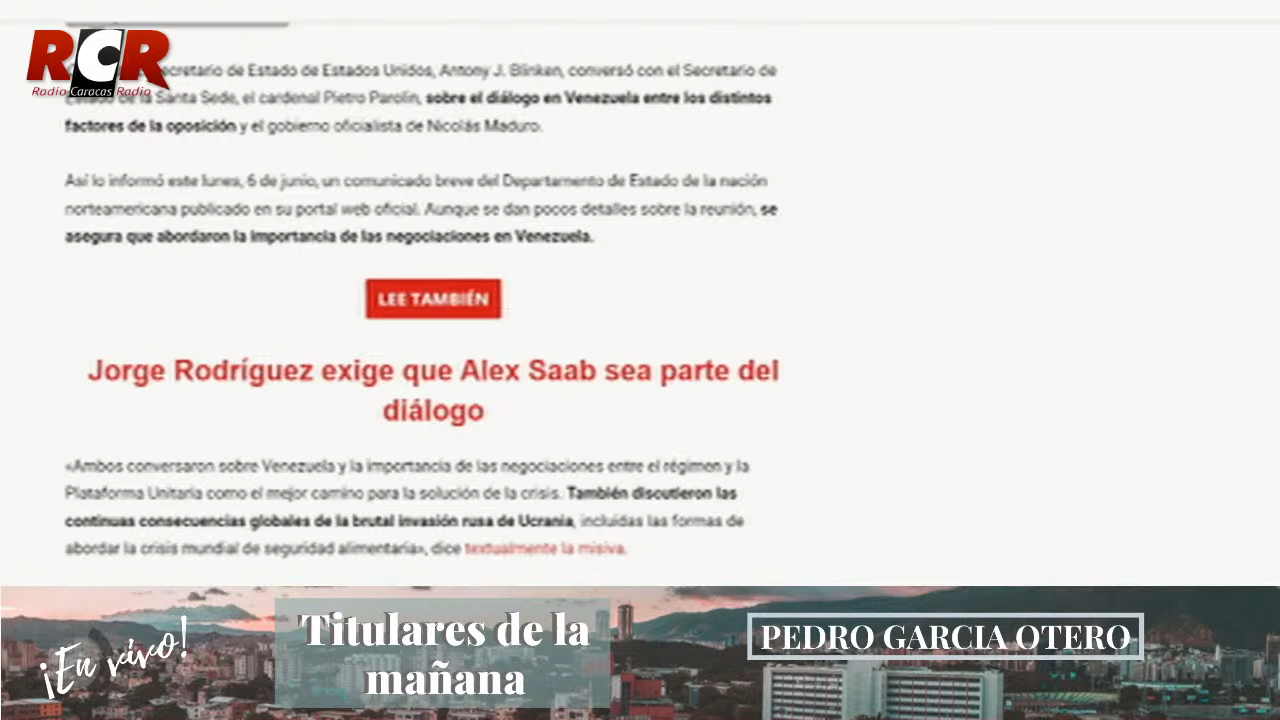 RCR
Radio Caracas Radio
ecretario de Estado de Estados Unidos, Antony J. Blinken, conversó con el Secretario de
Estado de la Santa Sede, el cardenal Pietro Parolin, sobre el diálogo en Venezuela entre los distintos
factores de la oposición y el gobierno oficialista de Nicolás Maduro.
Así lo informó este lunes, 6 de junio, un comunicado breve del Departamento de Estado de la nación
norteamericana publicado en su portal web oficial. Aunque se dan pocos detalles sobre la reunión, se
asegura que abordaron la importancia de las negociaciones en Venezuela.
LEE TAMBIÉN
Jorge Rodríguez exige que Alex Saab sea parte del
diálogo
«Ambos conversaron sobre Venezuela y la importancia de las negociaciones entre el régimen y la
Plataforma Unitaria como el mejor camino para la solución de la crisis. También discutieron las
continuas consecuencias globales de la brutal invasión rusa de Ucrania, incluidas las formas de
abordar la crisis mundial de seguridad alimentaria», dice textualmente la misiva.
¡En vivo!
Titulares de la
mañana
PEDRO GARCIA OTERO